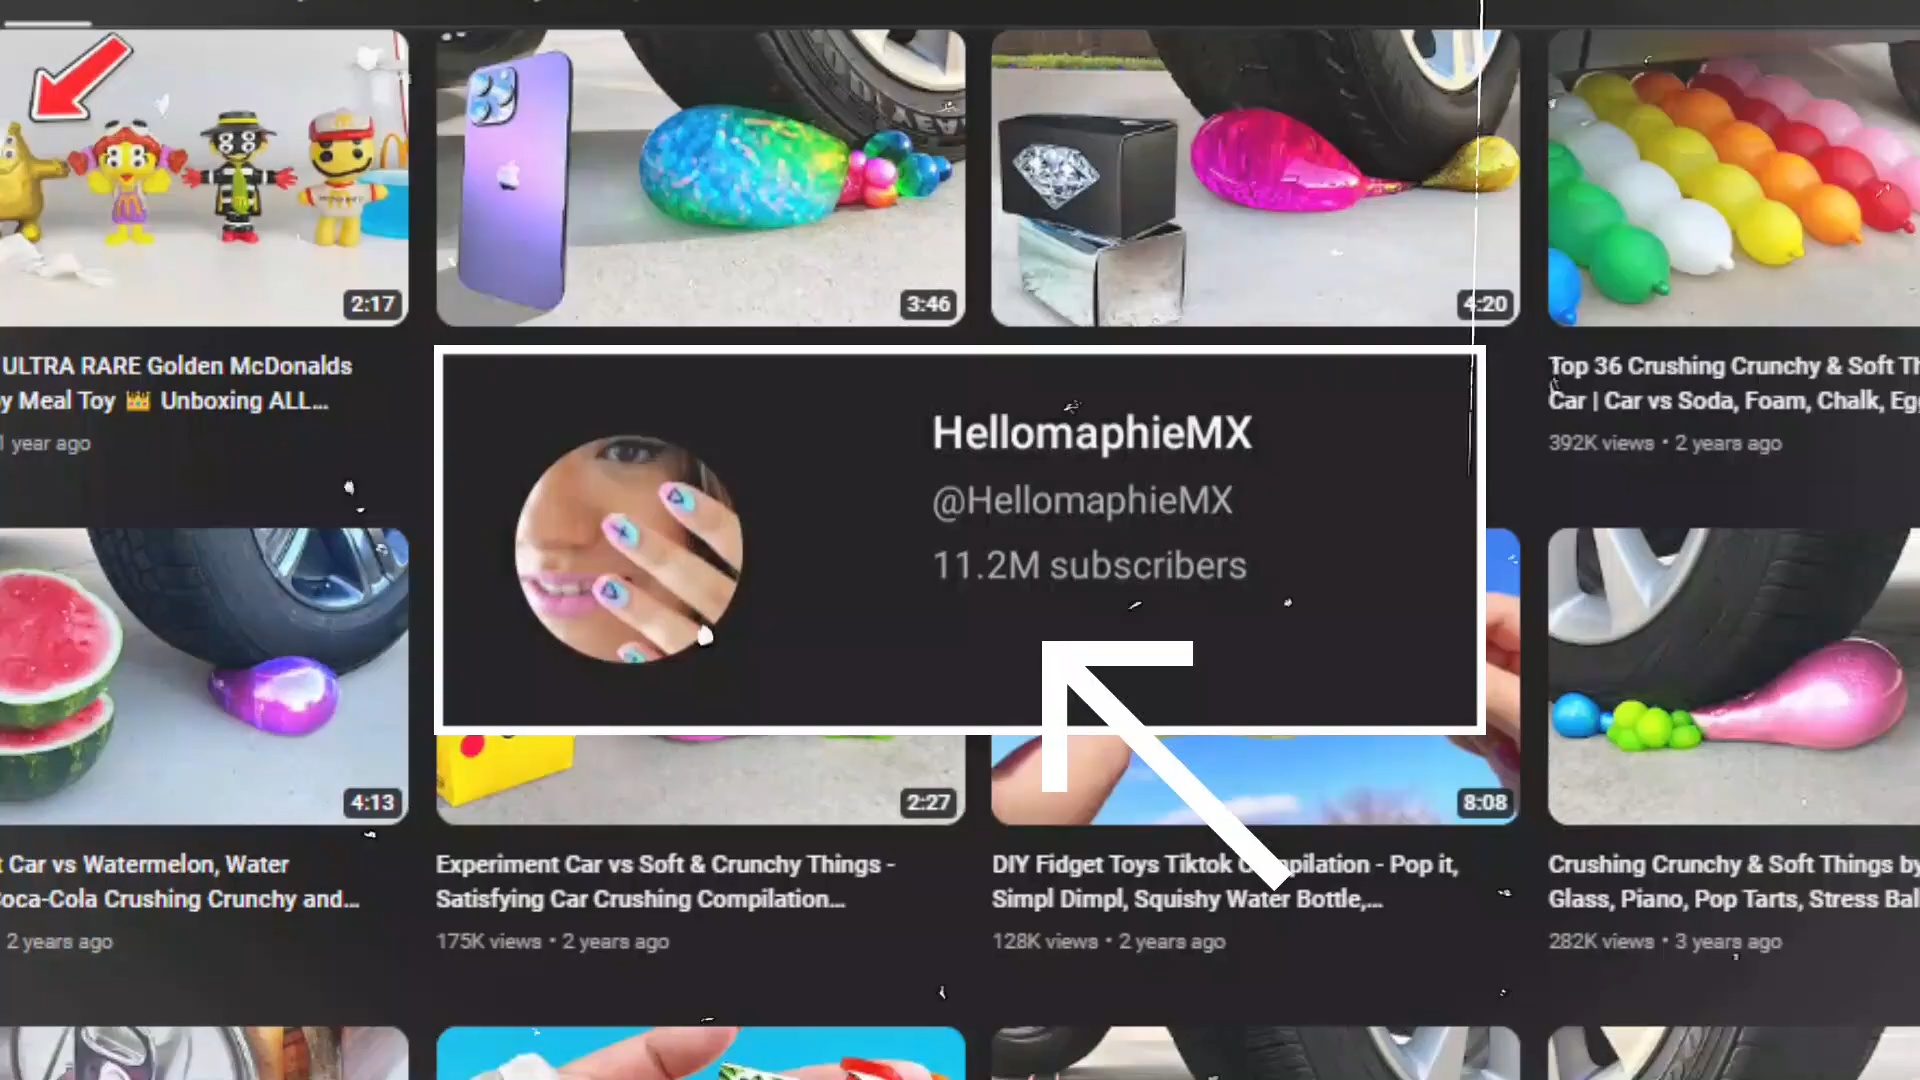 2:17
3:46
4:20
ULTRA RARE Golden McDonalds
y Meal Toy 👑 Unboxing ALL...
1 year ago
Top 36 Crushing Crunchy & Soft Th
Car | Car vs Soda, Foam, Chalk, Eg
392K views • 2 years ago
HellomaphieMX
@HellomaphieMX
11.2M subscribers
4:13
2:27
8:08
t Car vs Watermelon, Water
Coca-Cola Crushing Crunchy and...
2 years ago
Experiment Car vs Soft & Crunchy Things -
Satisfying Car Crushing Compilation...
175K views • 2 years ago
DIY Fidget Toys Tiktok Compilation - Pop it,
Simpl Dimpl, Squishy Water Bottle,...
128K views • 2 years ago
Crushing Crunchy & Soft Things by
Glass, Piano, Pop Tarts, Stress Bal
282K views • 3 years ago